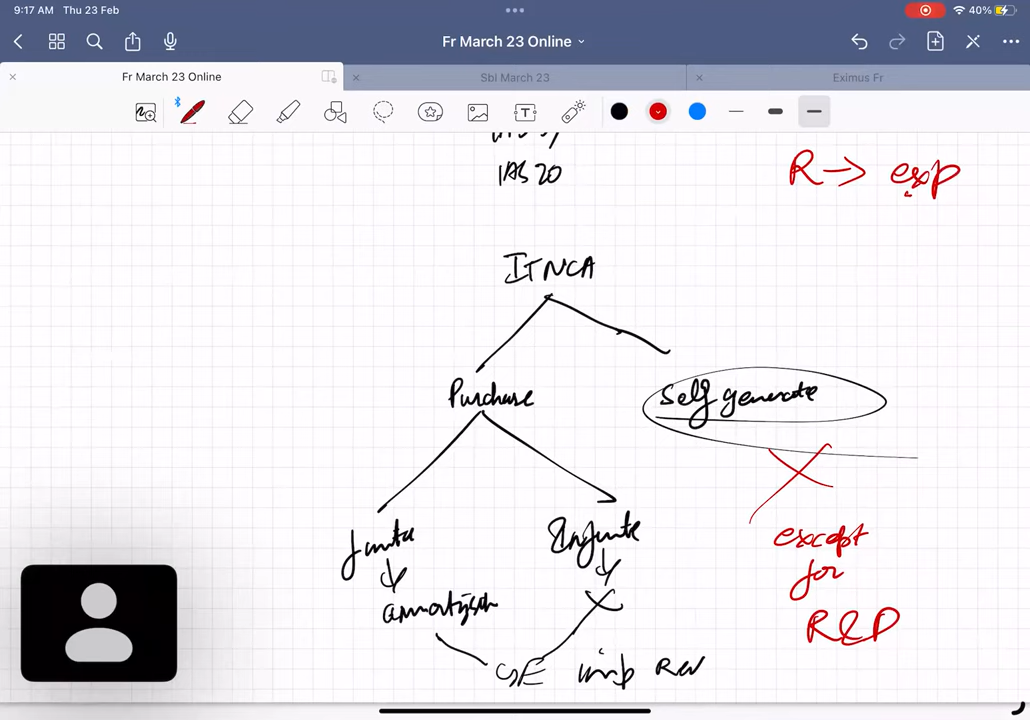 9:17 AM Thu 23 Feb
40%
Fr March 23 Online
Fr March 23 Online
Sbl March 23
Eximus Fr
T
IAS 20
R → exp
ITNCA
Purchase
Self generate
finite
Infinite
except
for
amortisn
R&D
imp Rev